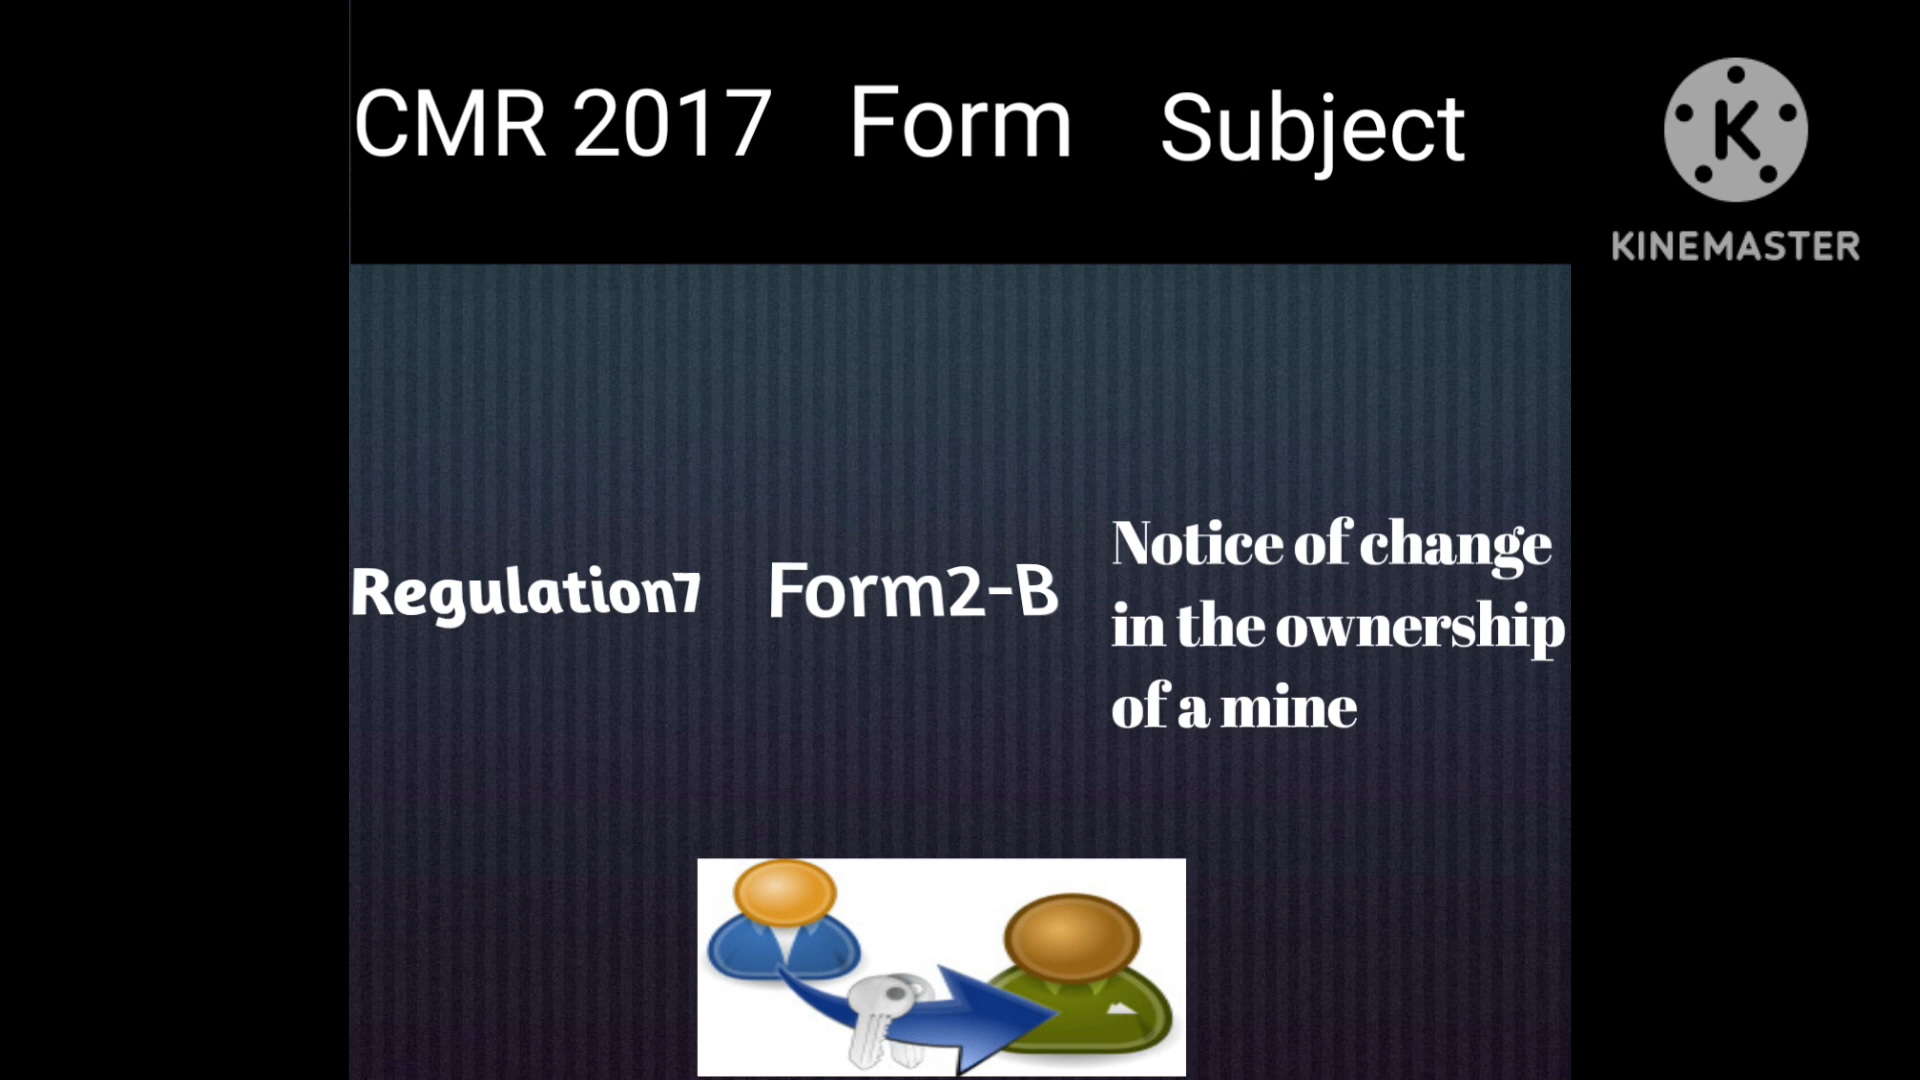 CMR 2017 Form Subject
K
KINEMASTER
Regulation7 Form2-B
Notice of change
in the ownership
of a mine